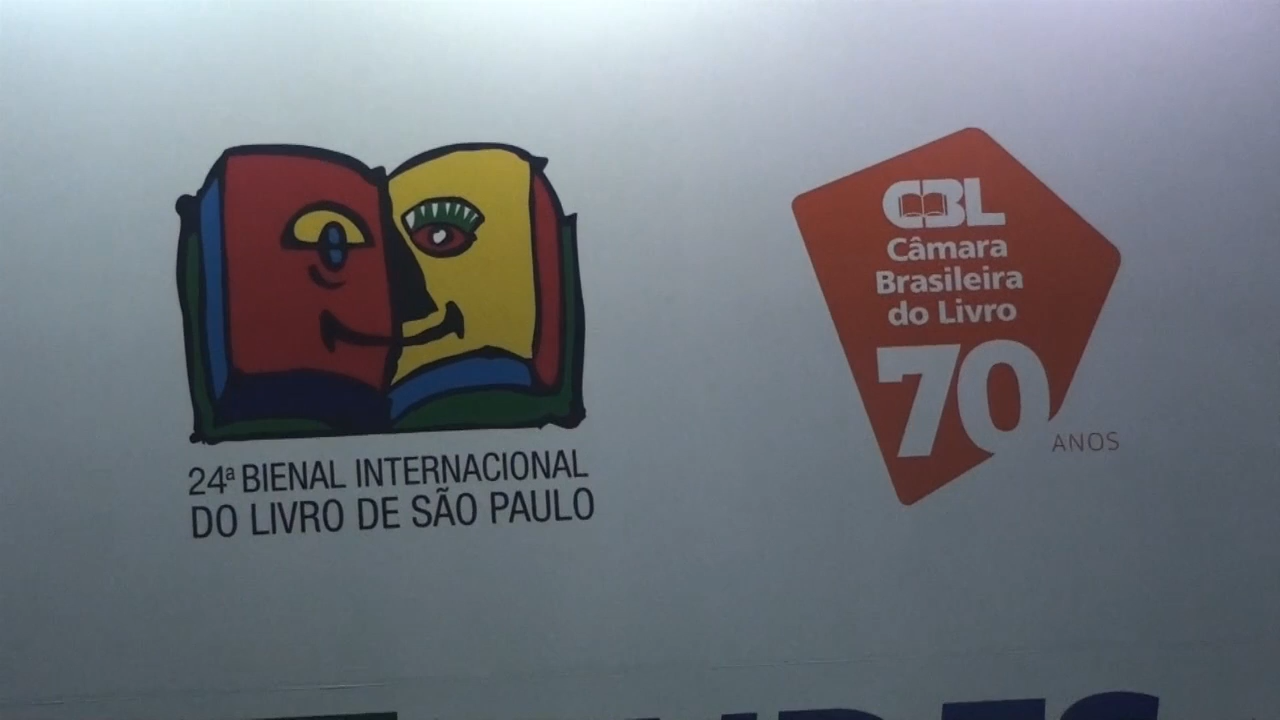 24ª BIENAL INTERNACIONAL
DO LIVRO DE SÃO PAULO
CBL
Câmara
Brasileira
do Livro
70
ANOS